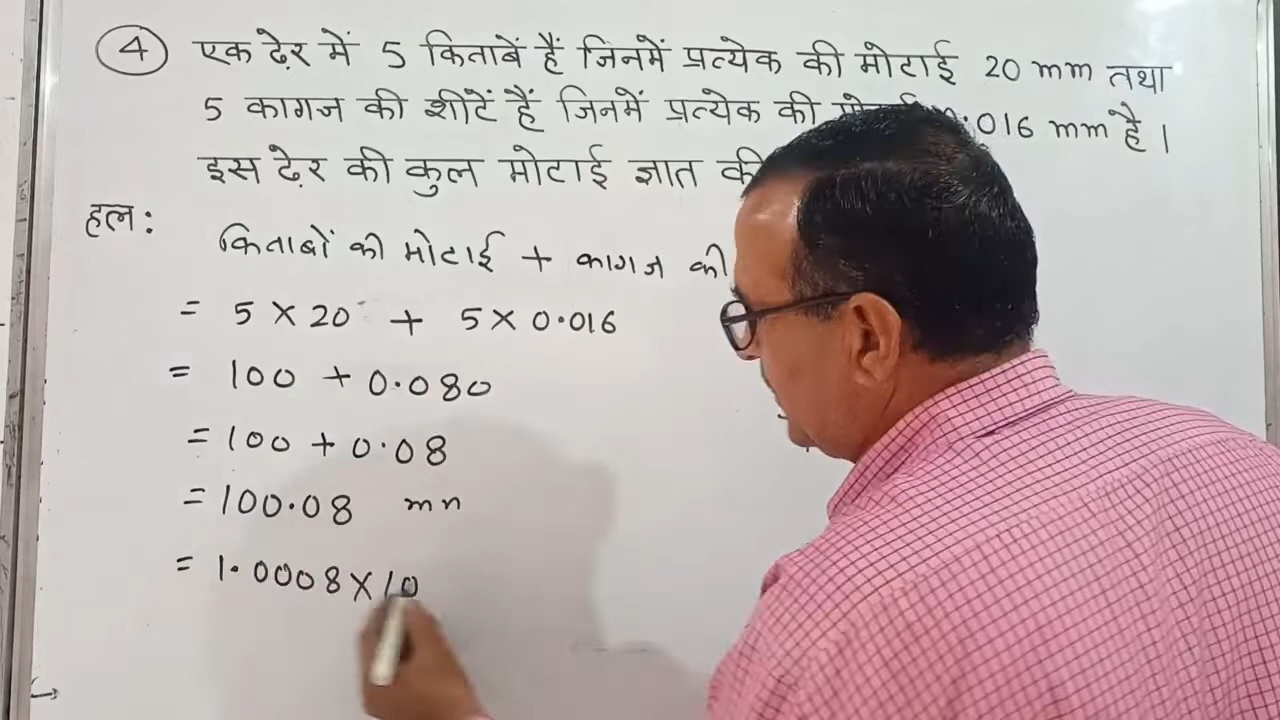 4 एक ढ़ेर में 5 किताबें हैं जिनमें प्रत्येक की मोटाई 20 mm तथा
5 कागज की शीटें हैं जिनमें प्रत्येक की .016 mm है ।
इस ढ़ेर की कुल मोटाई ज्ञात
हल:
किताबों की मोटाई + कागज की
= 5 × 20 + 5 × 0.016
= 100 + 0.080
= 100 + 0.08
= 100.08 mn
= 1.0008 × 10